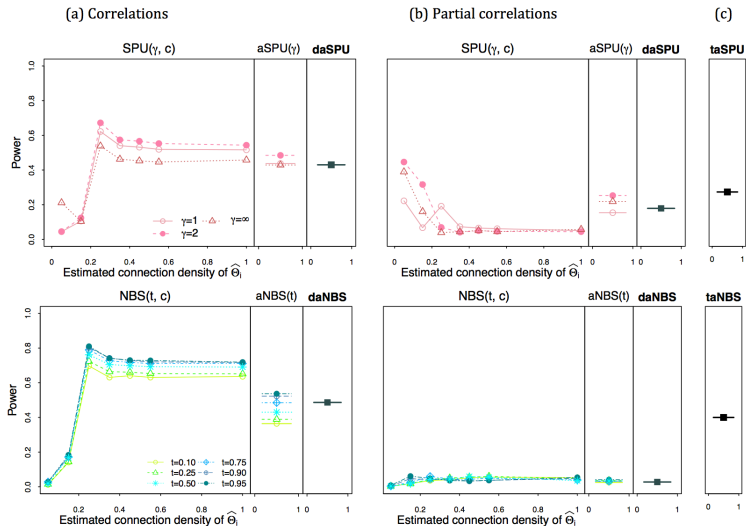 (a) Correlations
(b) Partial correlations
(c)
SPU(γ, c)
aSPU(γ)
daSPU
SPU(γ, c)
aSPU(γ)
daSPU
taSPU
Power
0.0 0.2 0.4 0.6 0.8 1.0
γ=1
γ=2
γ=∞
0 0.2 0.4 0.6 0.8 1
0 1
0 1
0 0.2 0.4 0.6 0.8 1
0 1
0 1
0 1
Estimated connection density of Θ̂i
Estimated connection density of Θ̂i
NBS(t, c)
aNBS(t)
daNBS
NBS(t, c)
aNBS(t)
daNBS
taNBS
Power
0.0 0.2 0.4 0.6 0.8 1.0
t=0.10 t=0.75
t=0.25 t=0.90
t=0.50 t=0.95
0 0.2 0.4 0.6 0.8 1
0 1
0 1
0 0.2 0.4 0.6 0.8 1
0 1
0 1
0 1
Estimated connection density of Θ̂i
Estimated connection density of Θ̂i